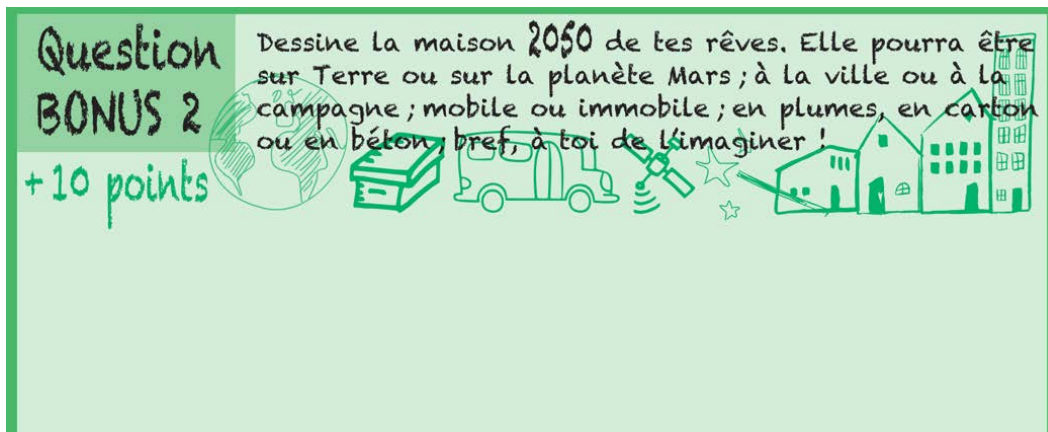 Question
BONUS 2
+10 points
Dessine la maison 2050 de tes rêves. Elle pourra être
sur Terre ou sur la planète Mars ; à la ville ou à la
campagne ; mobile ou immobile ; en plumes, en carton
ou en béton ; bref, à toi de l'imaginer !